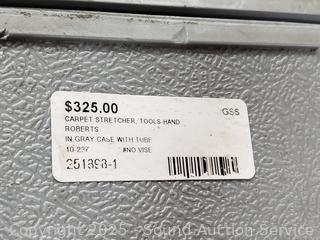 $325.00 GSS
CARPET STRETCHER, TOOLS-HAND
ROBERTS
IN GRAY CASE WITH TUBE
10-237 #NO VISE
251898-1
Copyright 2025 - Sound Auction Service